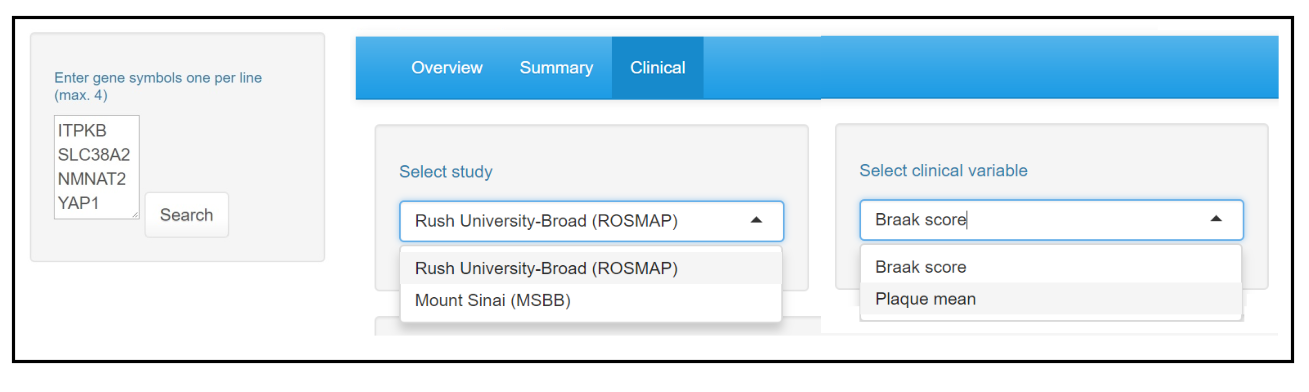 Enter gene symbols one per line
(max. 4)
ITPKB
SLC38A2
NMNAT2
YAP1
Search
Overview Summary Clinical
Select study
Rush University-Broad (ROSMAP)
Rush University-Broad (ROSMAP)
Mount Sinai (MSBB)
Select clinical variable
Braak score
Braak score
Plaque mean